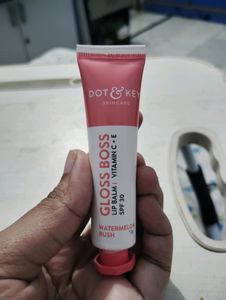 DOT & KEY
SKINCARE
GLOSS BOSS
LIP BALM | VITAMIN C + E
SPF 30
WATERMELON
RUSH